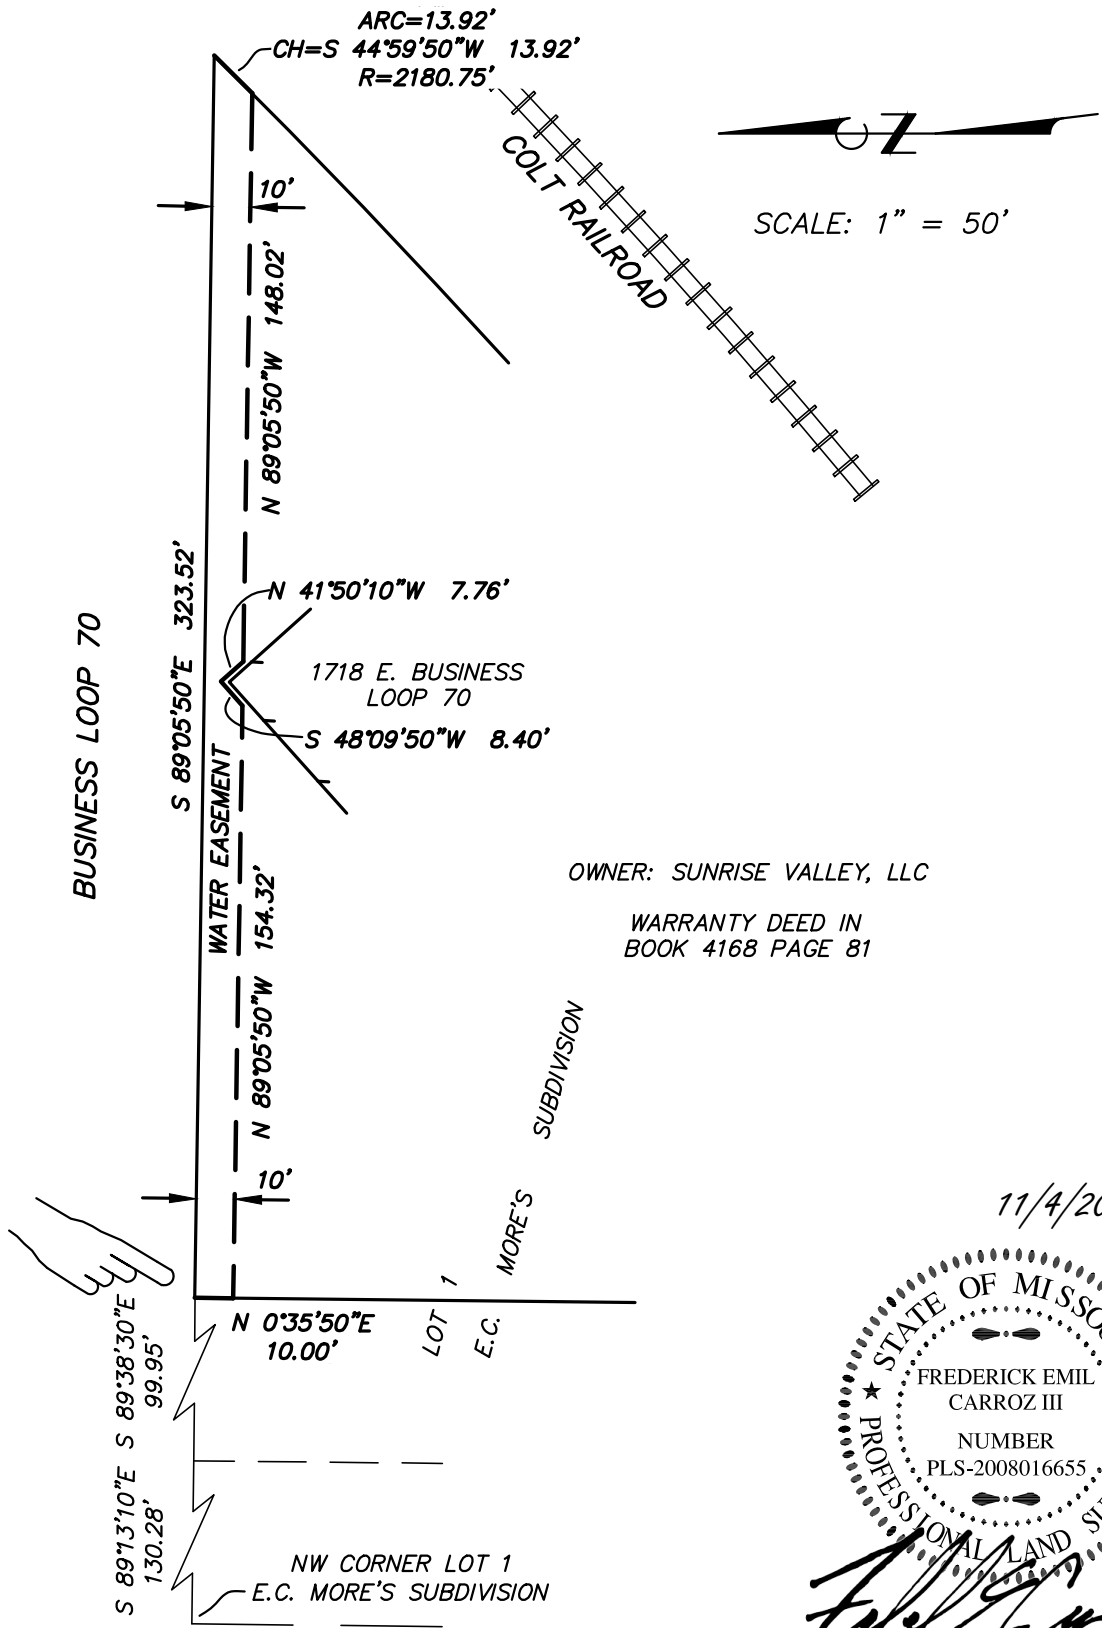 ARC=13.92'
CH=S 44°59'50"W 13.92'
R=2180.75'
COLT RAILROAD
N
SCALE: 1" = 50'
10'
N 89°05'50"W 148.02'
S 89°05'50"E 323.52'
N 41°50'10"W 7.76'
1718 E. BUSINESS
LOOP 70
S 48°09'50"W 8.40'
BUSINESS LOOP 70
WATER EASEMENT
N 89°05'50"W 154.32'
OWNER: SUNRISE VALLEY, LLC
WARRANTY DEED IN
BOOK 4168 PAGE 81
10'
LOT 1
E.C. MORE'S SUBDIVISION
N 0°35'50"E
10.00'
S 89°38'30"E
99.95'
S 89°13'10"E
130.28'
NW CORNER LOT 1
E.C. MORE'S SUBDIVISION
11/4/20
STATE OF
PROFESSIONAL LAND
FREDERICK EMIL
CARROZ III
NUMBER
PLS-2008016655